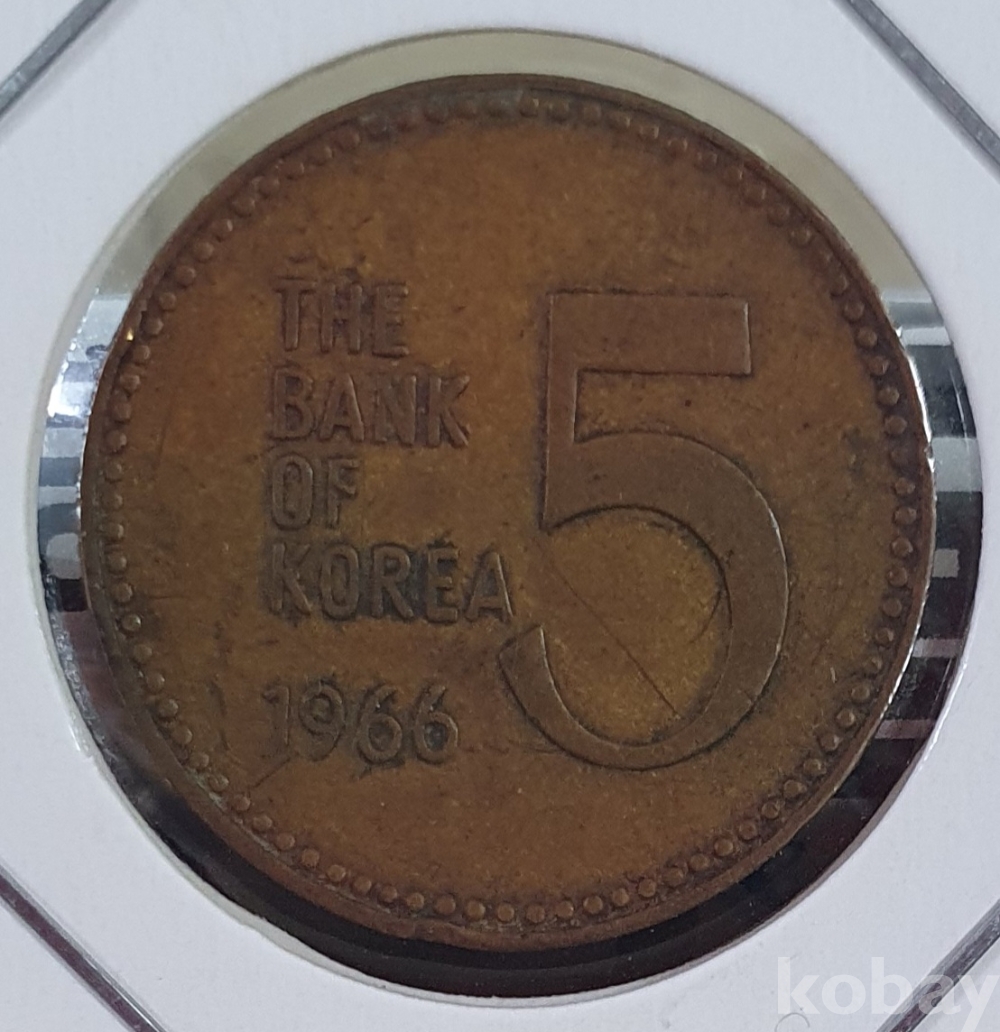 THE
BANK
OF
KOREA
1966
5
kobay